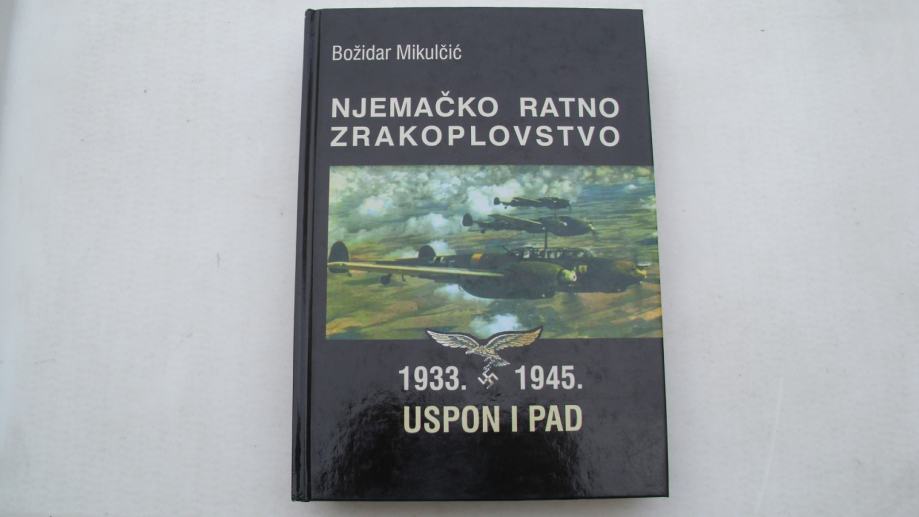 Božidar Mikulčić
NJEMAČKO RATNO
ZRAKOPLOVSTVO
1933. 1945.
USPON I PAD